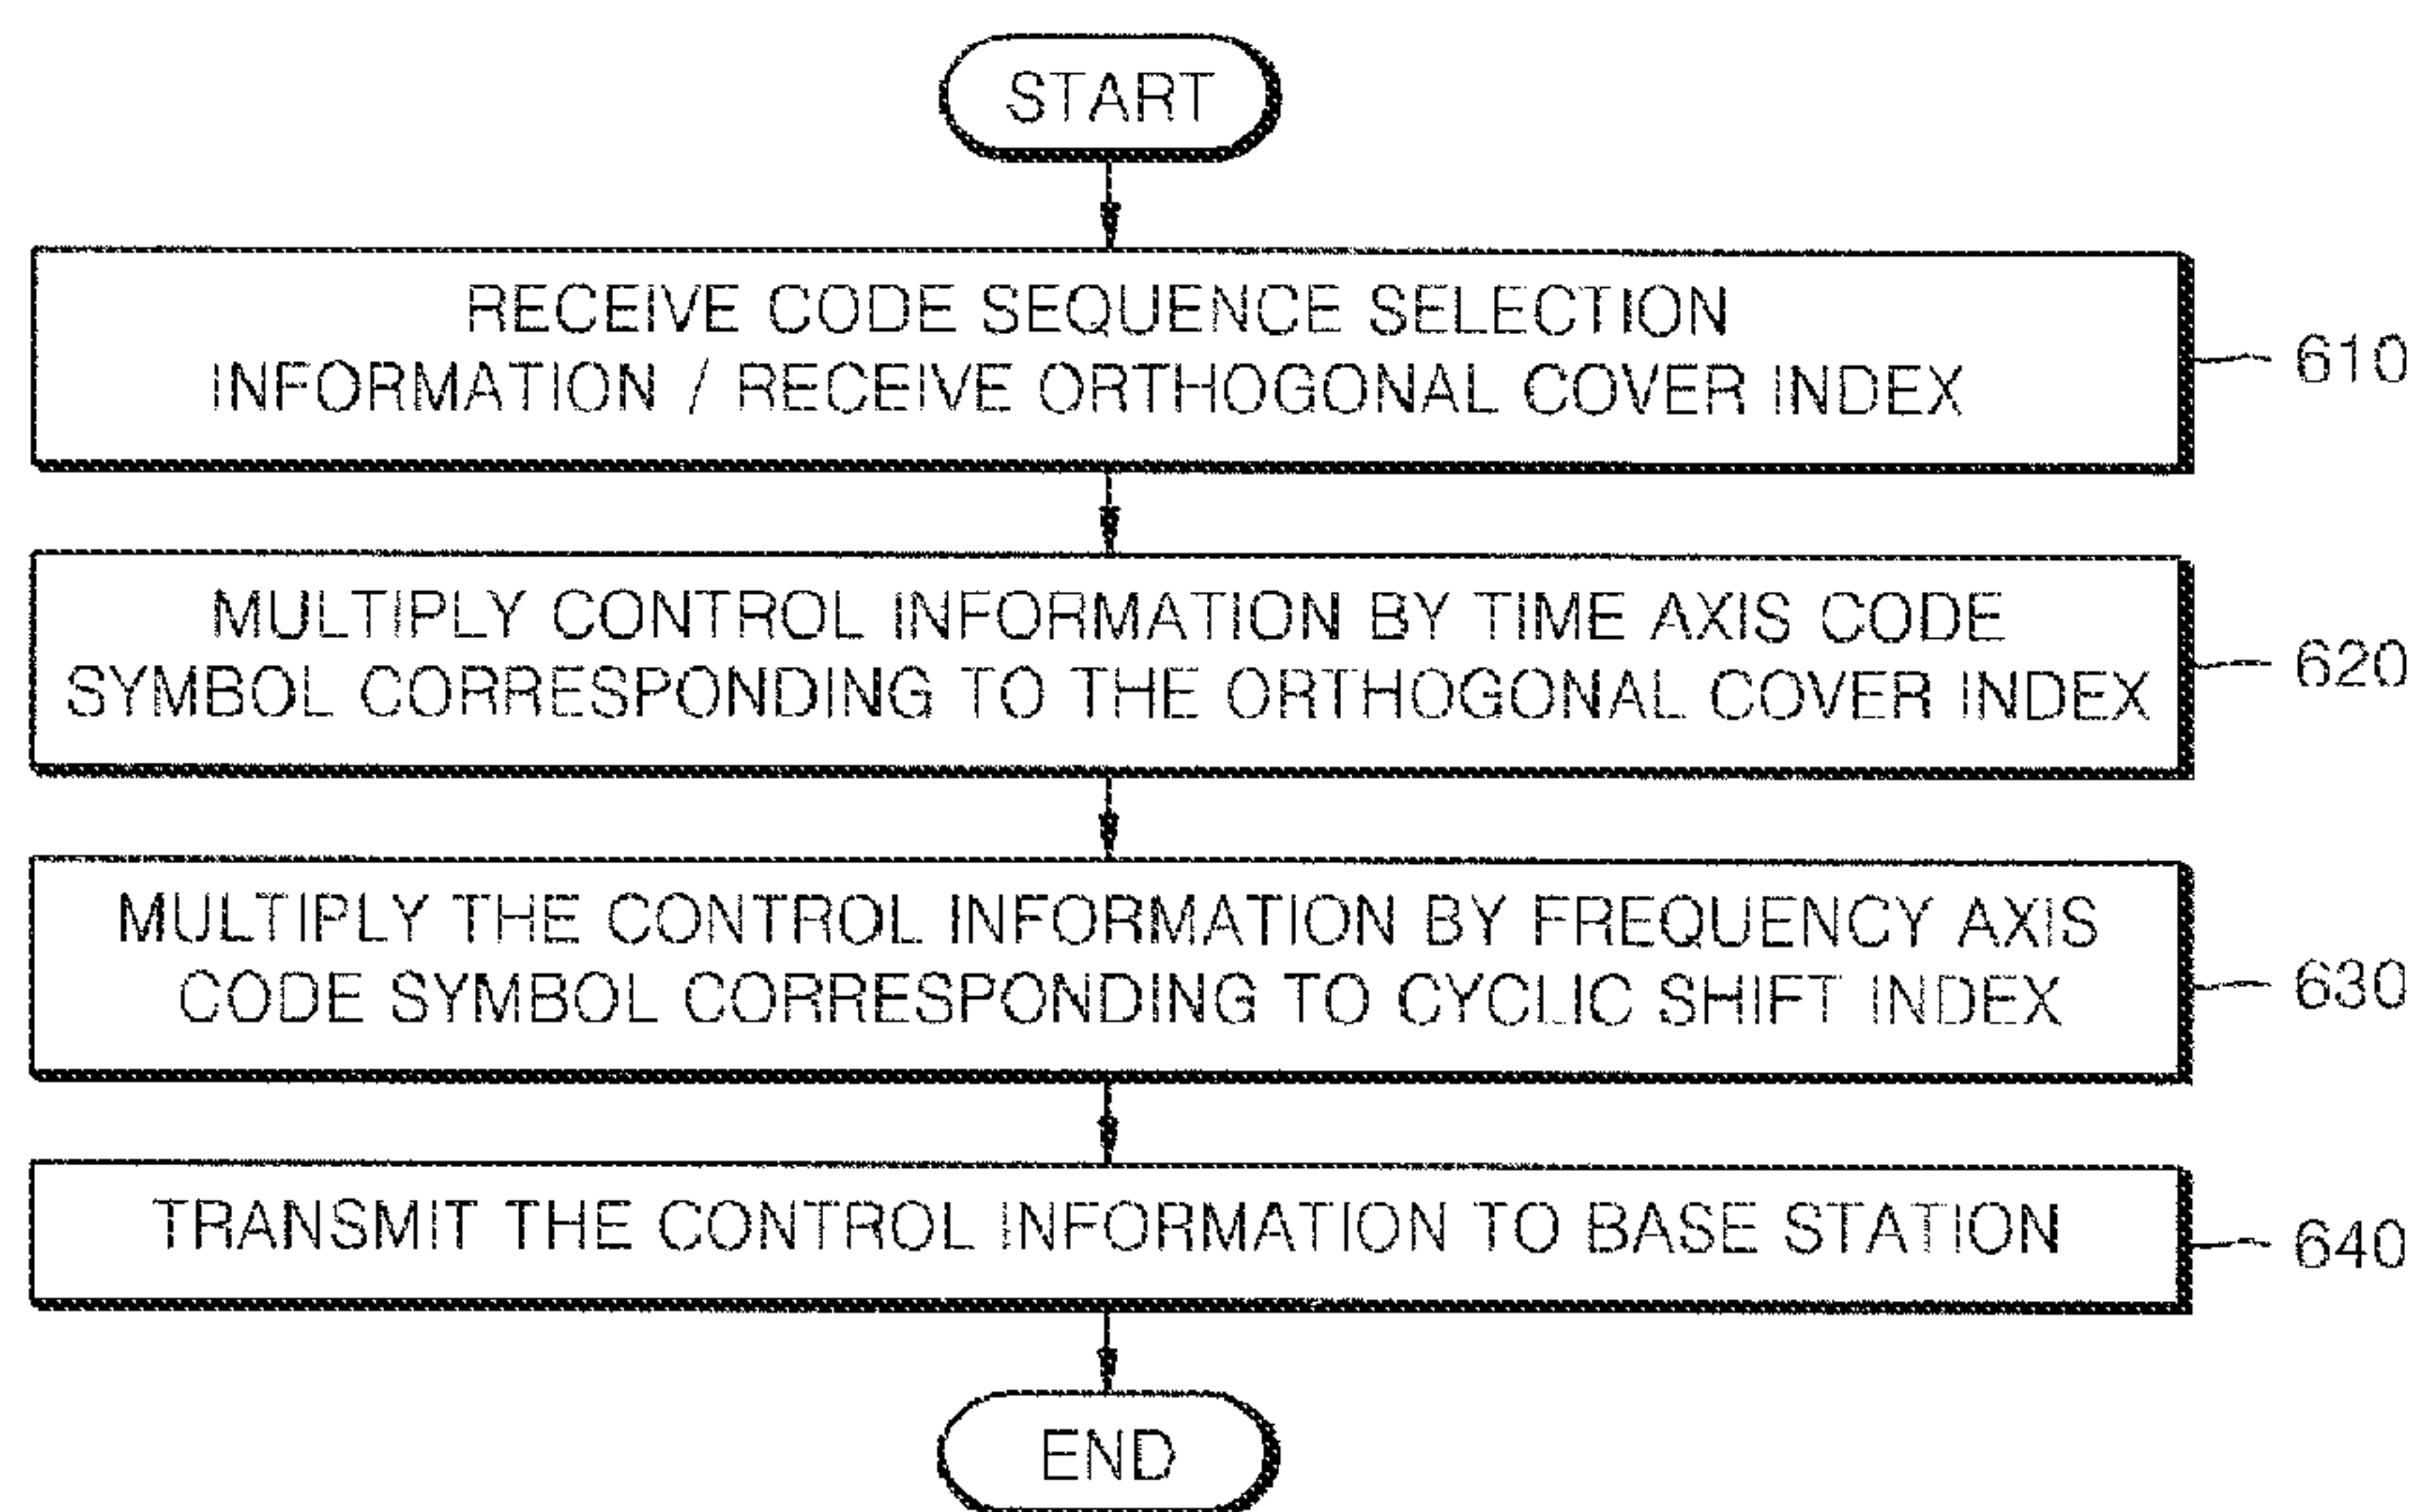 START
RECEIVE CODE SEQUENCE SELECTION
INFORMATION / RECEIVE ORTHOGONAL COVER INDEX
610
MULTIPLY CONTROL INFORMATION BY TIME AXIS CODE
SYMBOL CORRESPONDING TO THE ORTHOGONAL COVER INDEX
620
MULTIPLY THE CONTROL INFORMATION BY FREQUENCY AXIS
CODE SYMBOL CORRESPONDING TO CYCLIC SHIFT INDEX
630
TRANSMIT THE CONTROL INFORMATION TO BASE STATION
640
END